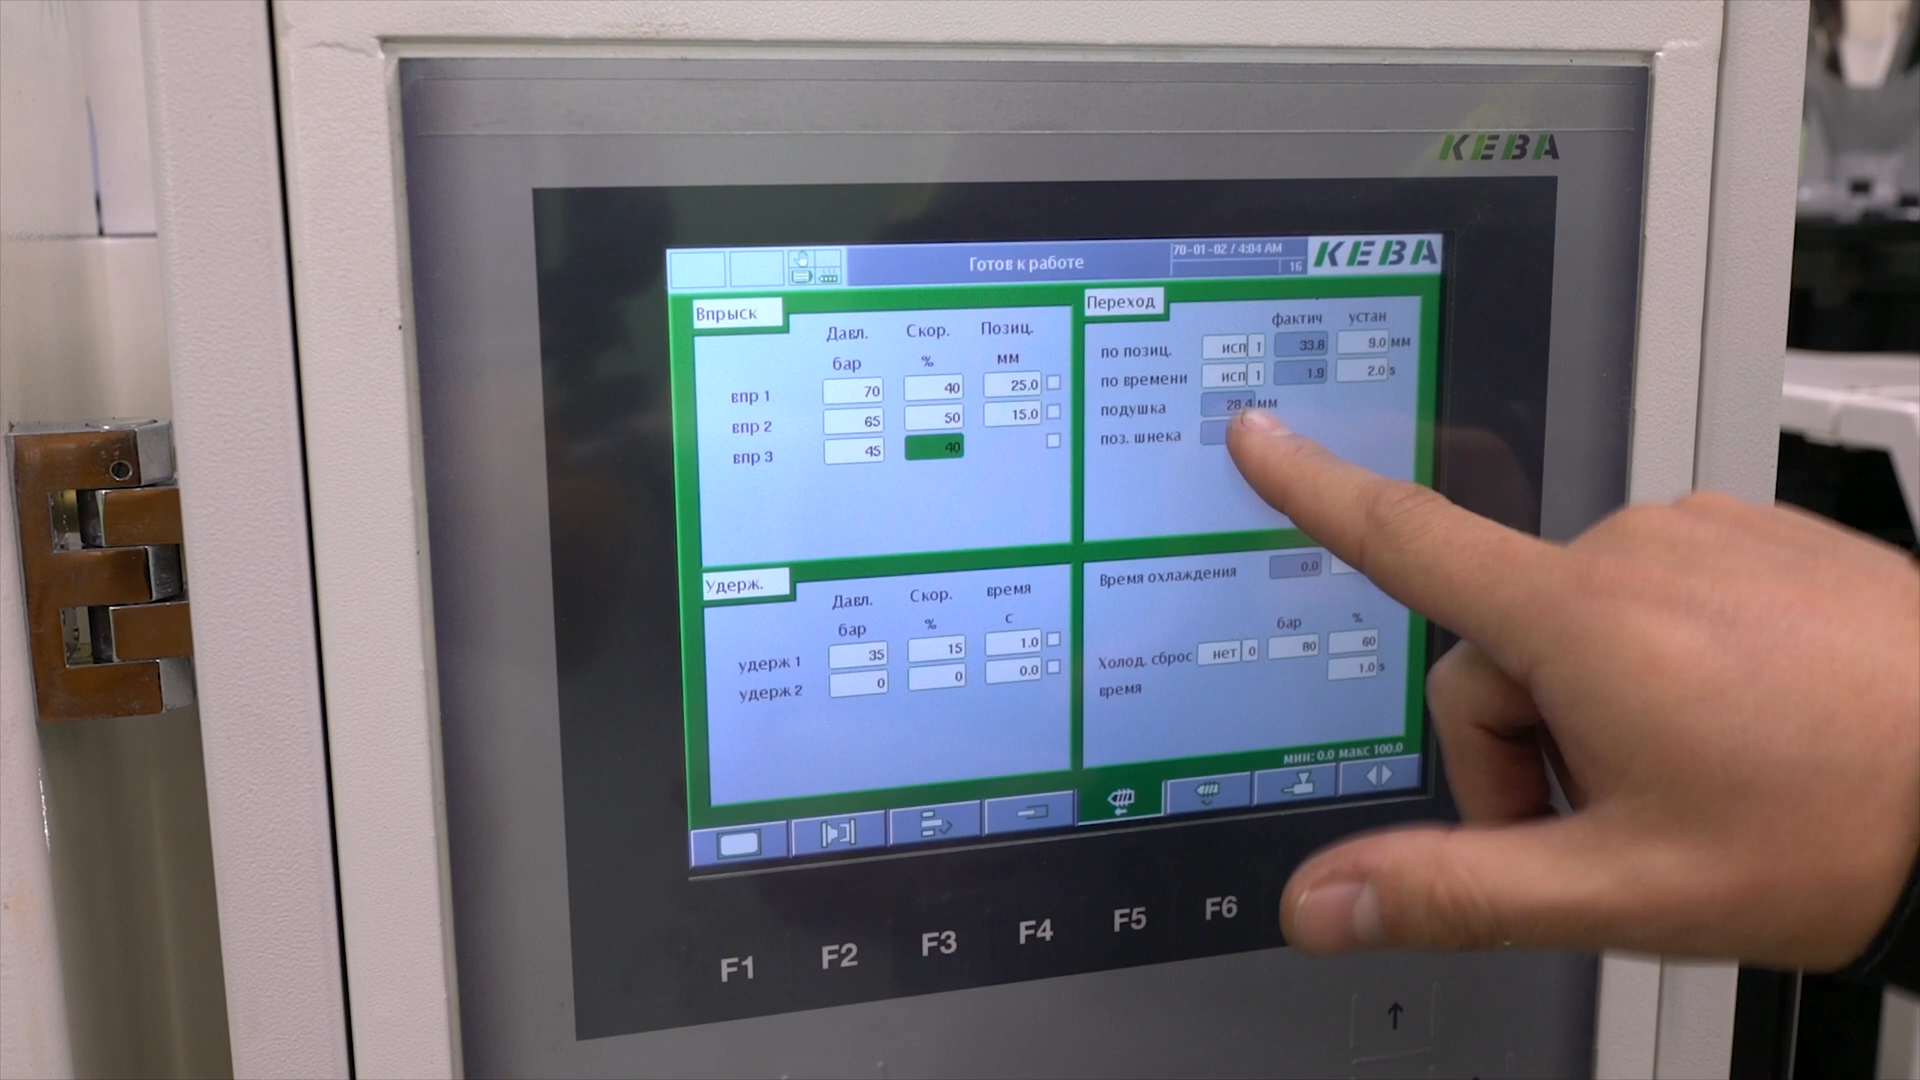 KEBA
Готов к работе
70-01-02 / 4:04 AM
16
KEBA
Впрыск
Давл. Скор. Позиц.
бар % мм
впр 1 70 40 25.0
впр 2 65 50 15.0
впр 3 45 40
Переход
фактич устан
по позиц. исп 1 33.8 9.0 мм
по времени исп 1 1.9 2.0 s
подушка 28.4 мм
поз. шнека
Удерж.
Давл. Скор. время
бар % с
удерж 1 35 15 1.0
удерж 2 0 0 0.0
Время охлаждения 0.0
бар %
Холод. сброс нет 0 80 60
время 1.0 s
мин: 0.0 макс 100.0
F1 F2 F3 F4 F5 F6